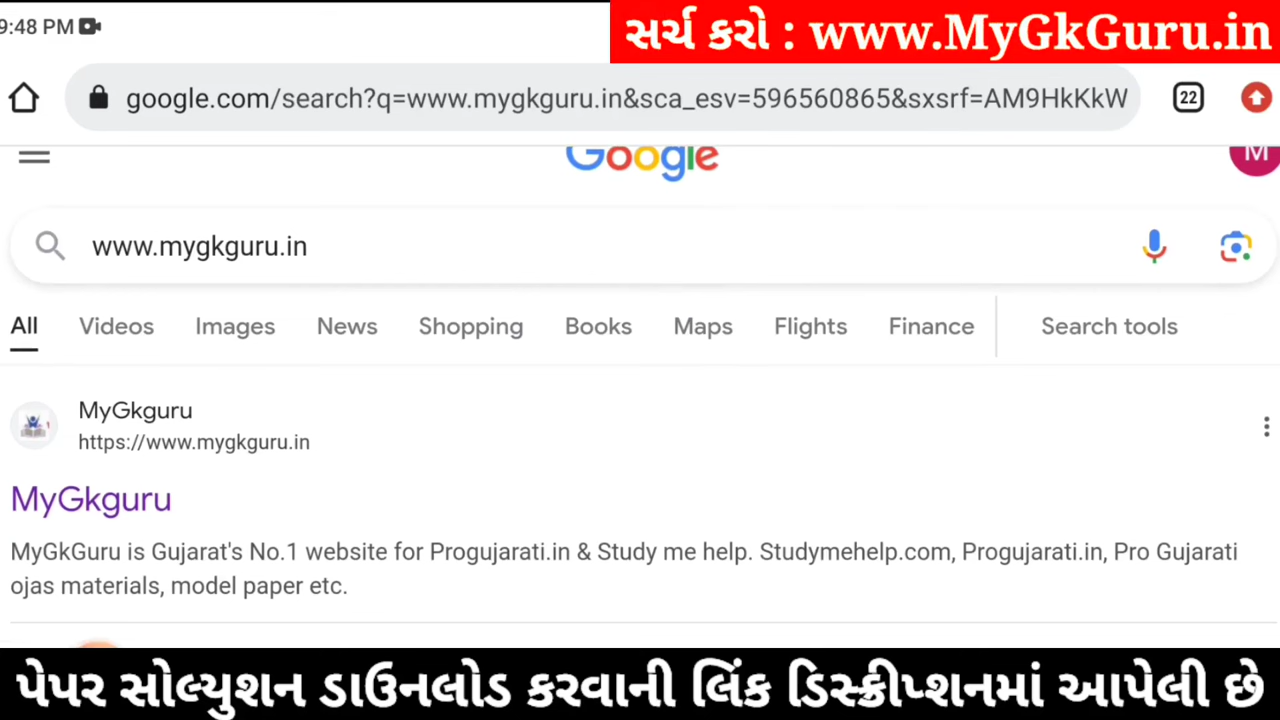 9:48 PM
સર્ચ કરો : www.MyGkGuru.in
google.com/search?q=www.mygkguru.in&sca_esv=596560865&sxsrf=AM9HkKkW
22
Google
M
www.mygkguru.in
All Videos Images News Shopping Books Maps Flights Finance Search tools
MyGkguru
https://www.mygkguru.in
MyGkguru
MyGkGuru is Gujarat's No.1 website for Progujarati.in & Study me help. Studymehelp.com, Progujarati.in, Pro Gujarati
ojas materials, model paper etc.
પેપર સોલ્યુશન ડાઉનલોડ કરવાની લિંક ડિસ્ક્રીપ્શનમાં આપેલી છે